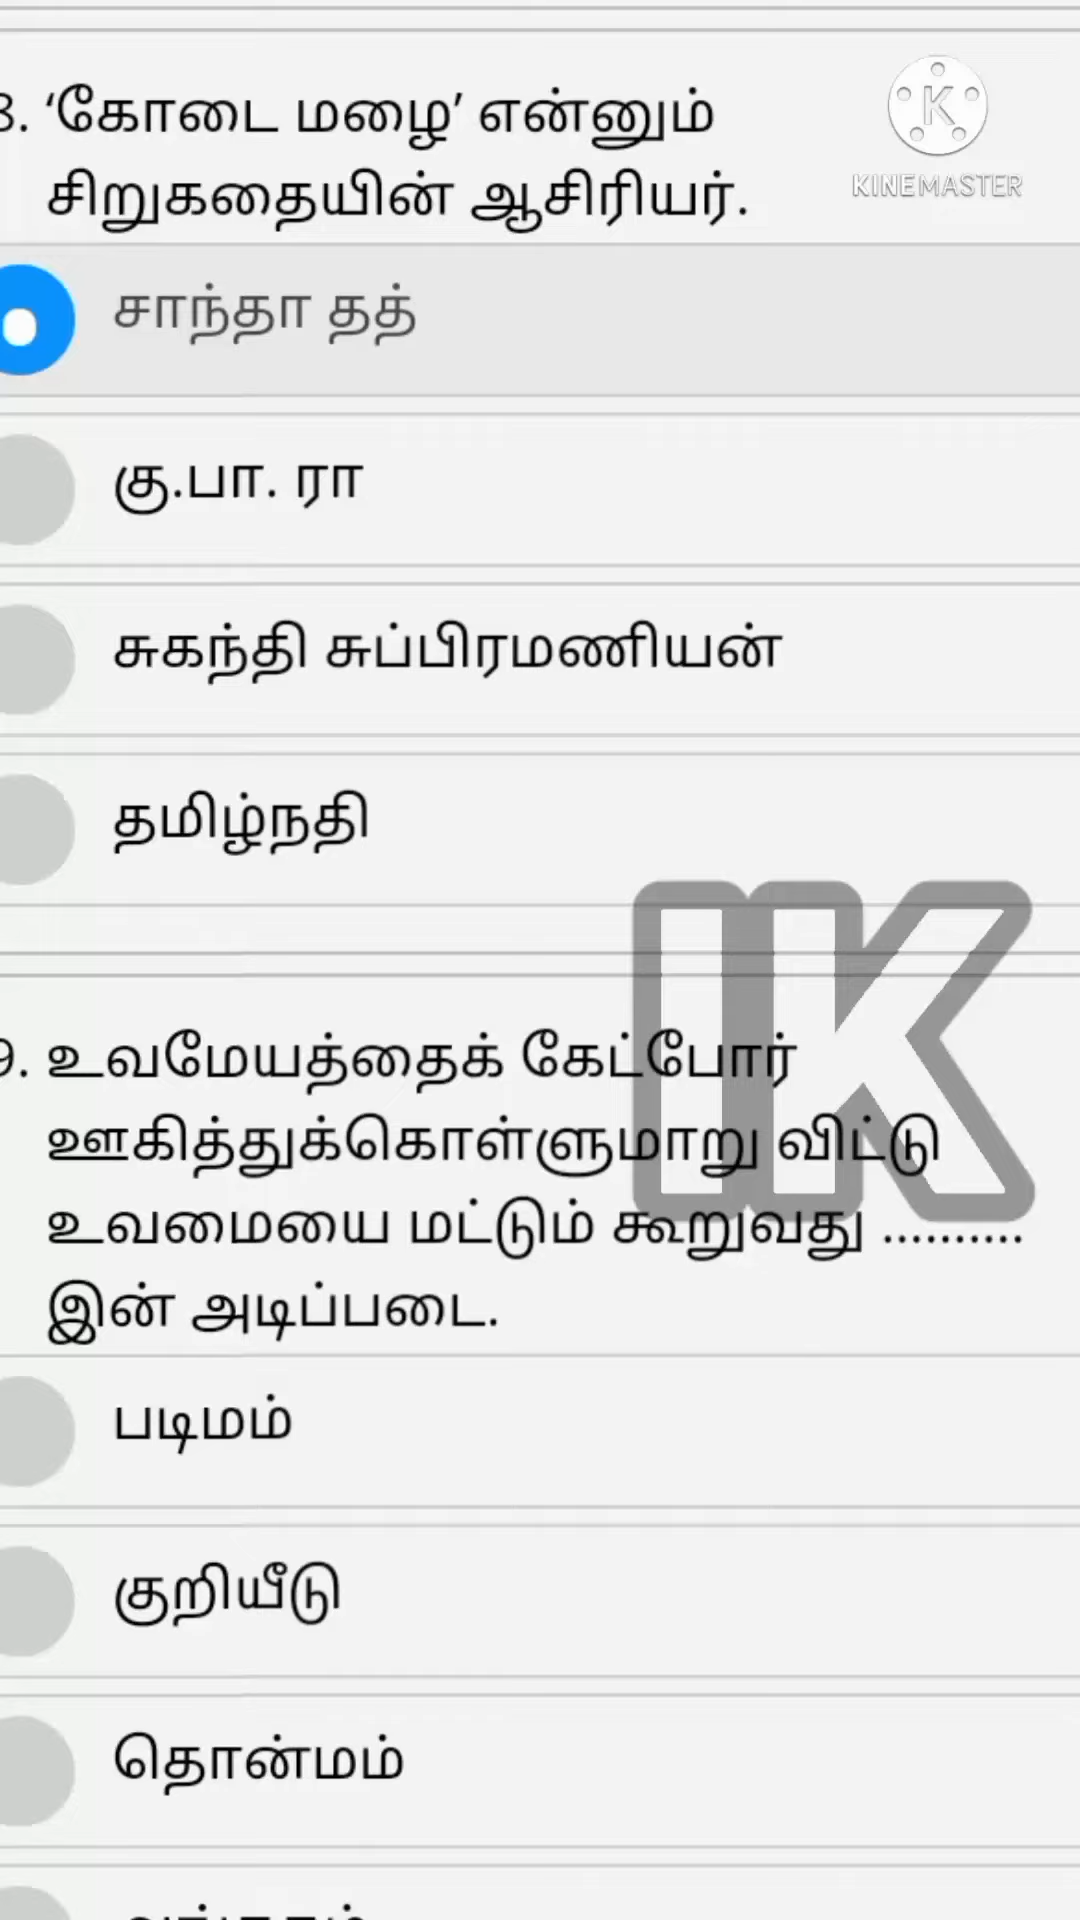 8. ‘கோடை மழை’ என்னும்
KINEMASTER
சிறுகதையின் ஆசிரியர்.
சாந்தா தத்
கு.பா. ரா
சுகந்தி சுப்பிரமணியன்
தமிழ்நதி
IK
9. உவமேயத்தைக் கேட்போர்
ஊகித்துக்கொள்ளுமாறு விட்டு
உவமையை மட்டும் கூறுவது ..........
இன் அடிப்படை.
படிமம்
குறியீடு
தொன்மம்